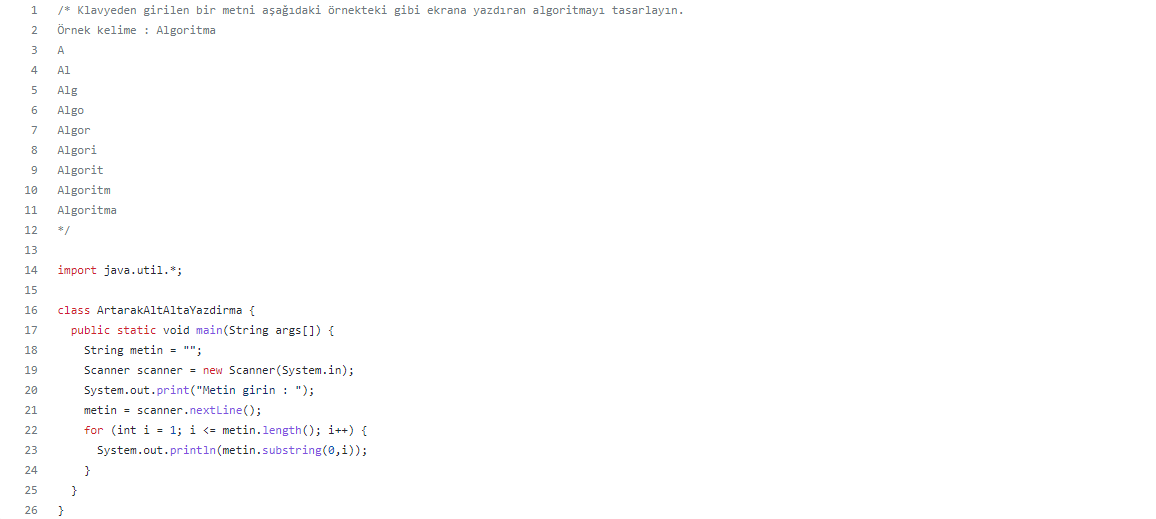 1 /* Klavyeden girilen bir metni aşağıdaki örnekteki gibi ekrana yazdıran algoritmayı tasarlayın.
2 Örnek kelime : Algoritma
3 A
4 Al
5 Alg
6 Algo
7 Algor
8 Algori
9 Algorit
10 Algoritm
11 Algoritma
12 */
13
14 import java.util.*;
15
16 class ArtarakAltAltaYazdirma {
17   public static void main(String args[]) {
18     String metin = "";
19     Scanner scanner = new Scanner(System.in);
20     System.out.print("Metin girin : ");
21     metin = scanner.nextLine();
22     for (int i = 1; i <= metin.length(); i++) {
23       System.out.println(metin.substring(0,i));
24     }
25   }
26 }